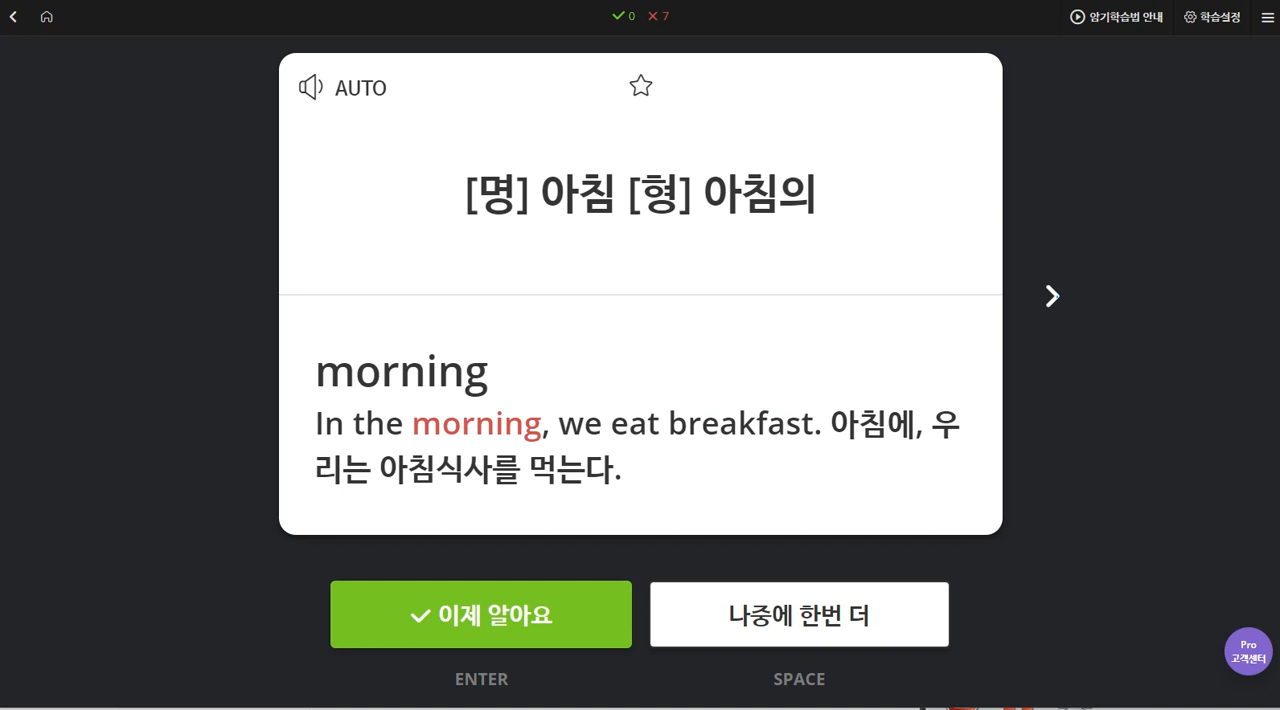 0 7 암기학습법 안내 학습설정
AUTO
[명] 아침 [형] 아침의
morning
In the morning, we eat breakfast. 아침에, 우
리는 아침식사를 먹는다.
이제 알아요 나중에 한번 더
Pro
고객센터
ENTER SPACE